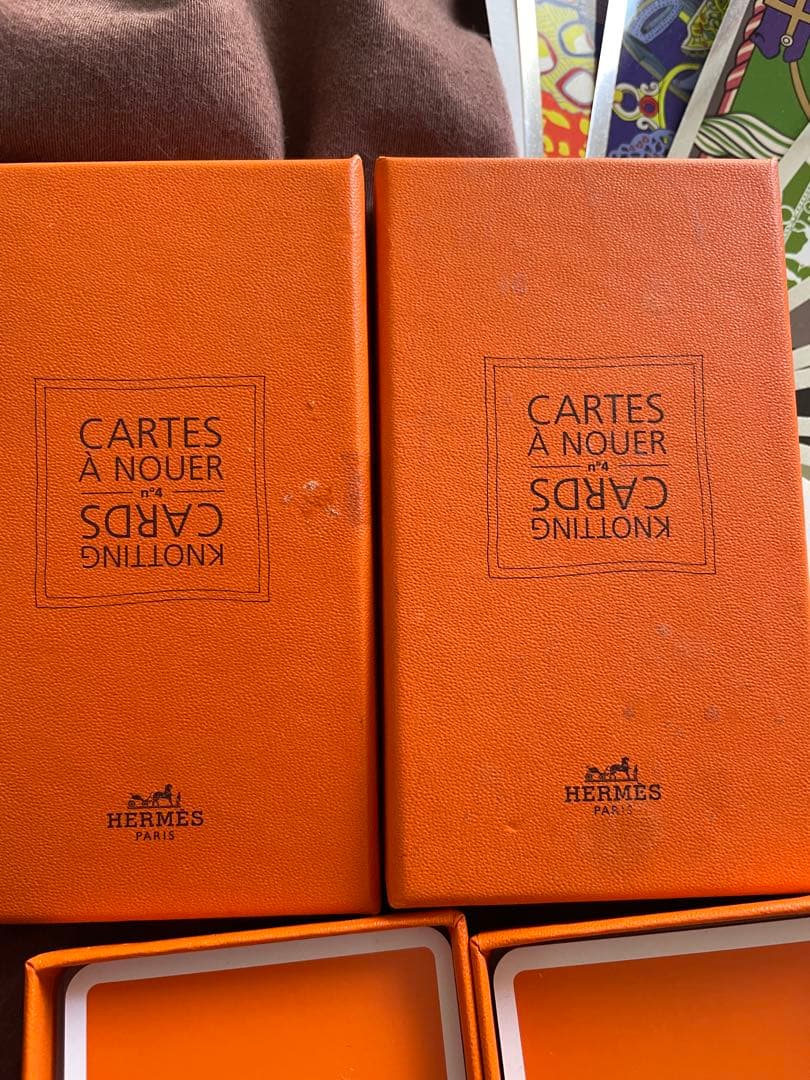 CARTES
À NOUER
n°4
CARDS
KNOTTING
HERMÈS
PARIS
CARTES
À NOUER
n°4
CARDS
KNOTTING
HERMÈS
PARIS